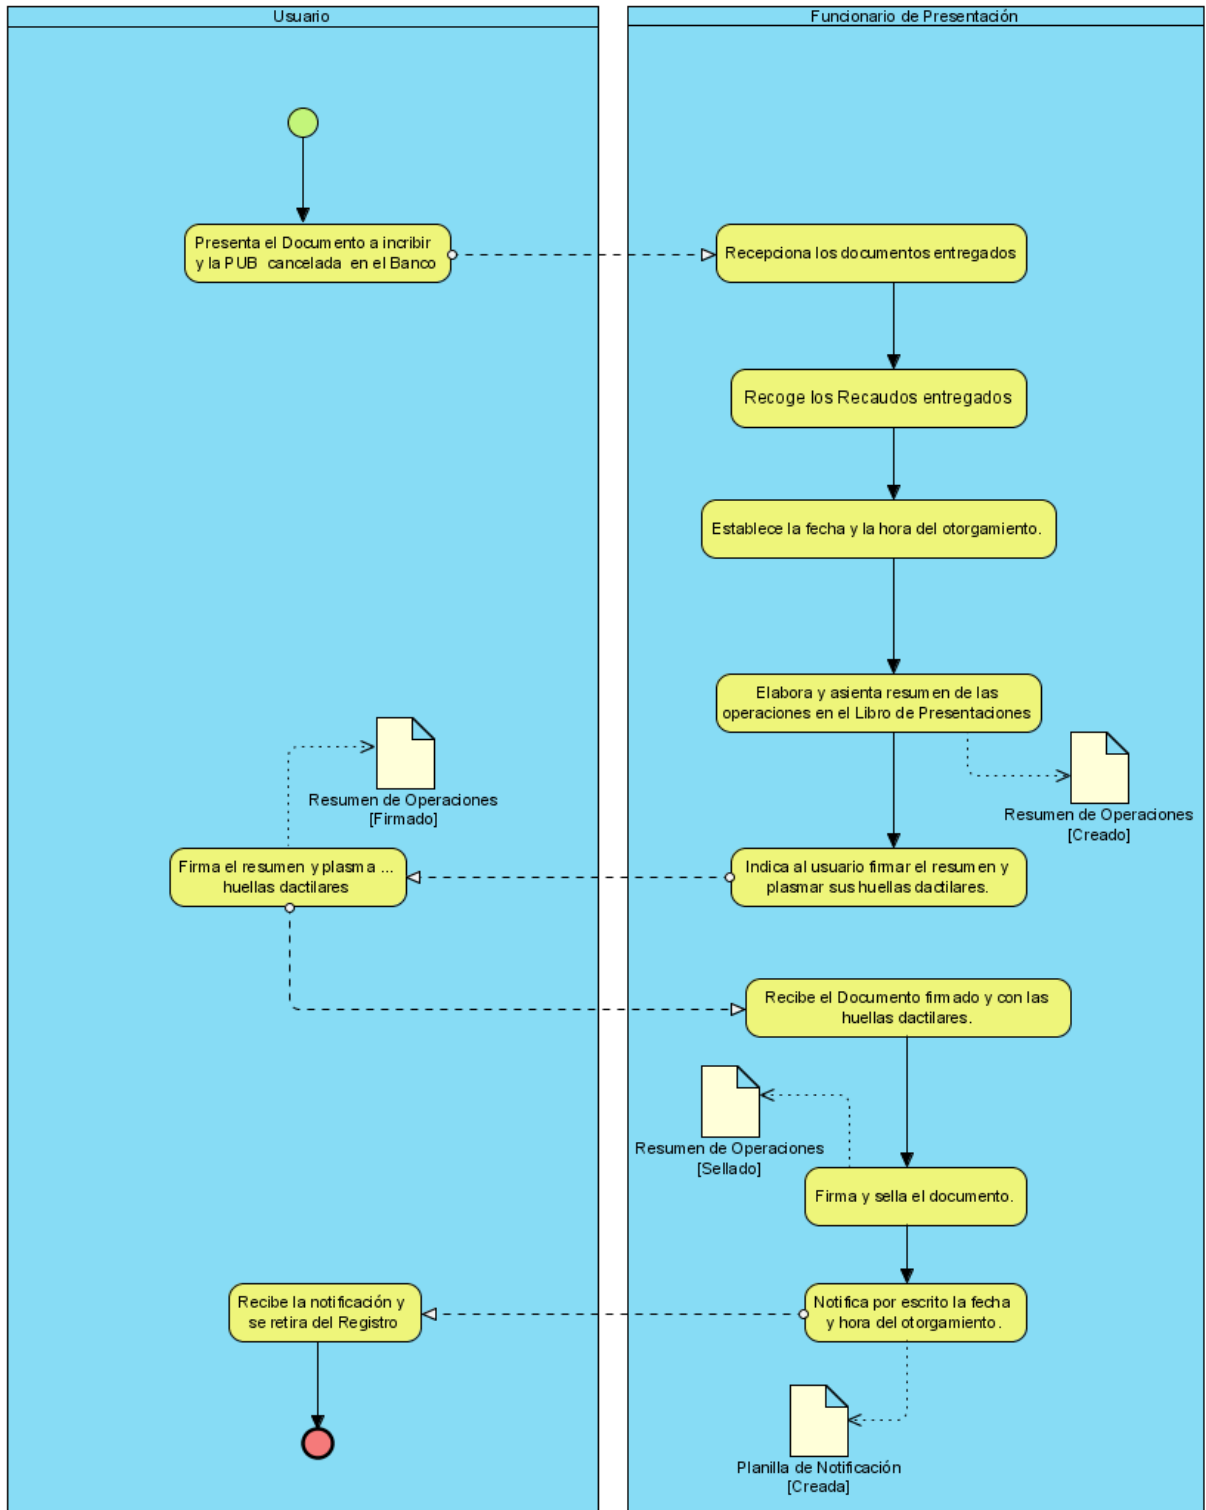 Usuario
Funcionario de Presentación
Presenta el Documento a incribir
y la PUB cancelada en el Banco
Recepciona los documentos entregados
Recoge los Recaudos entregados
Establece la fecha y la hora del otorgamiento.
Elabora y asienta resumen de las
operaciones en el Libro de Presentaciones
Resumen de Operaciones
[Firmado]
Resumen de Operaciones
[Creado]
Firma el resumen y plasma ...
huellas dactilares
Indica al usuario firmar el resumen y
plasmar sus huellas dactilares.
Recibe el Documento firmado y con las
huellas dactilares.
Resumen de Operaciones
[Sellado]
Firma y sella el documento.
Recibe la notificación y
se retira del Registro
Notifica por escrito la fecha
y hora del otorgamiento.
Planilla de Notificación
[Creada]